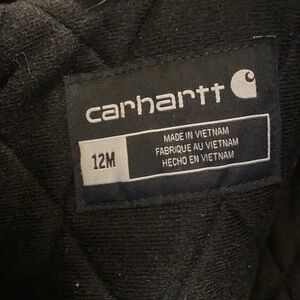 carhartt
12M
MADE IN VIETNAM
FABRIQUE AU VIETNAM
HECHO EN VIETNAM